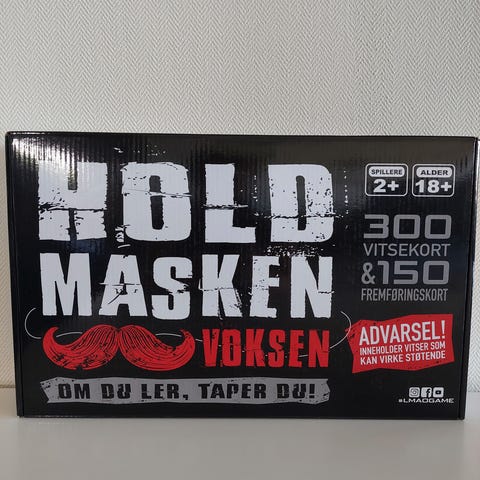 HOLD
MASKEN
VOKSEN
OM DU LER, TAPER DU!
SPILLERE
2+
ALDER
18+
300
VITSEKORT
&150
FREMFØRINGSKORT
ADVARSEL!
INNEHOLDER VITSER SOM
KAN VIRKE STØTENDE
#LMAOGAME